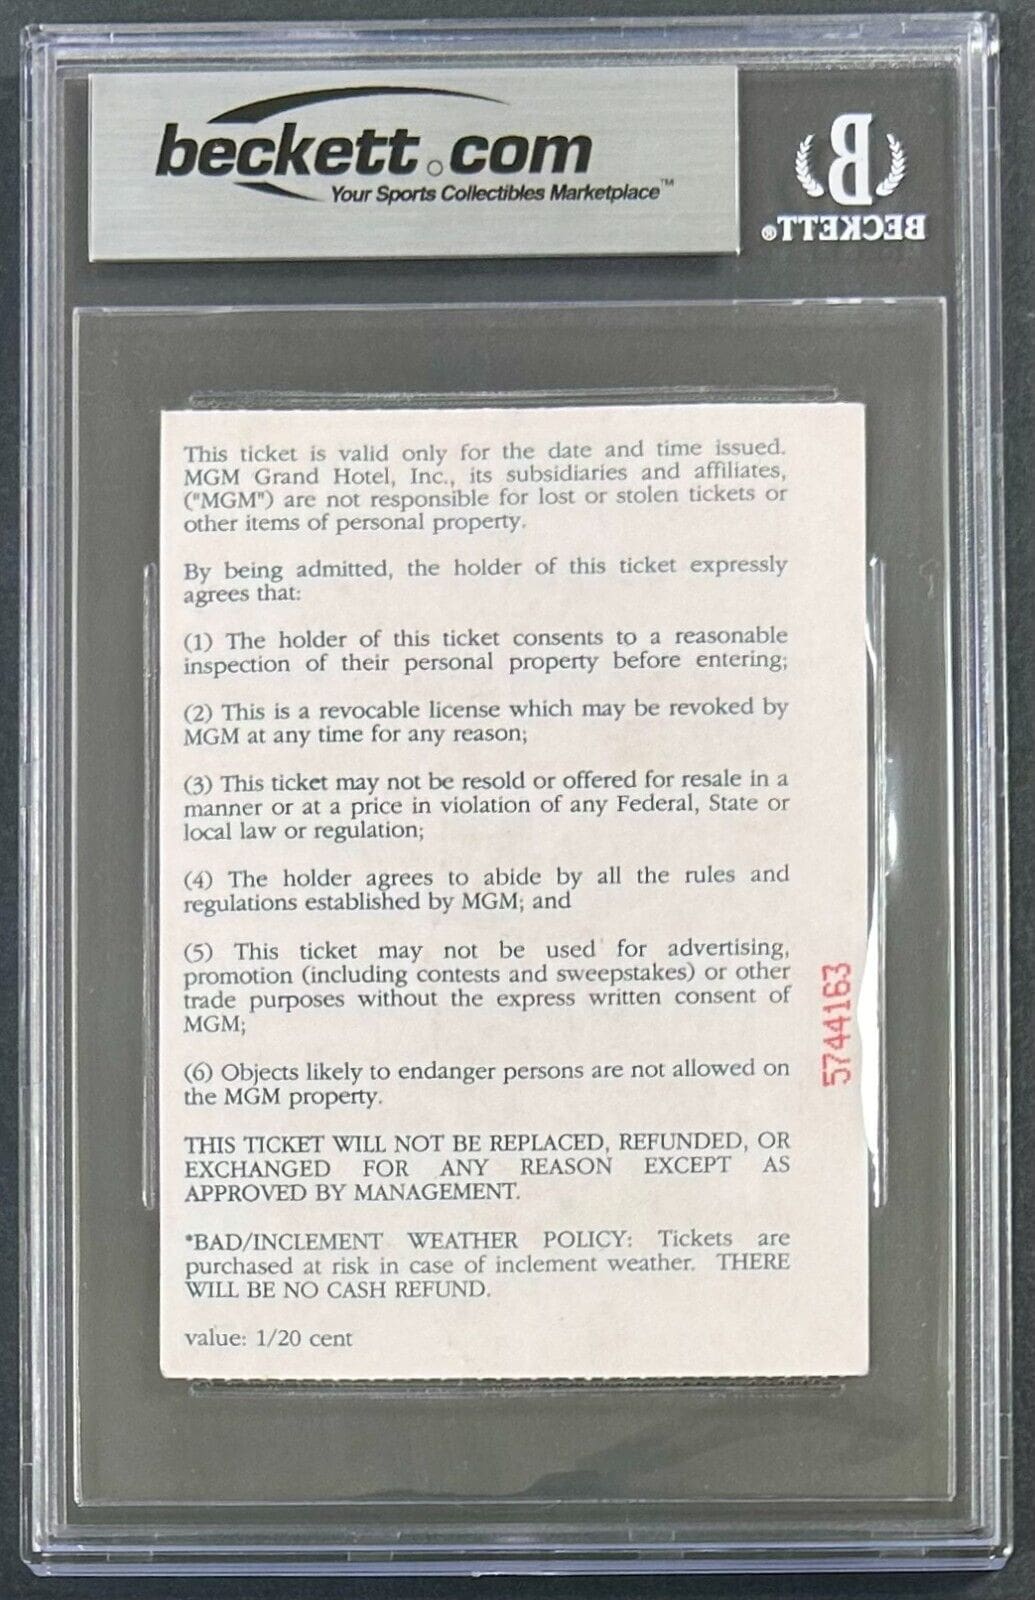 beckett.com
Your Sports Collectibles Marketplace™
B
BECKETT®
This ticket is valid only for the date and time issued.
MGM Grand Hotel, Inc., its subsidiaries and affiliates,
("MGM") are not responsible for lost or stolen tickets or
other items of personal property.
By being admitted, the holder of this ticket expressly
agrees that:
(1) The holder of this ticket consents to a reasonable
inspection of their personal property before entering;
(2) This is a revocable license which may be revoked by
MGM at any time for any reason;
(3) This ticket may not be resold or offered for resale in a
manner or at a price in violation of any Federal, State or
local law or regulation;
(4) The holder agrees to abide by all the rules and
regulations established by MGM; and
(5) This ticket may not be used for advertising,
promotion (including contests and sweepstakes) or other
trade purposes without the express written consent of
MGM;
(6) Objects likely to endanger persons are not allowed on
the MGM property.
THIS TICKET WILL NOT BE REPLACED, REFUNDED, OR
EXCHANGED FOR ANY REASON EXCEPT AS
APPROVED BY MANAGEMENT.
*BAD/INCLEMENT WEATHER POLICY: Tickets are
purchased at risk in case of inclement weather. THERE
WILL BE NO CASH REFUND.
value: 1/20 cent
5744163